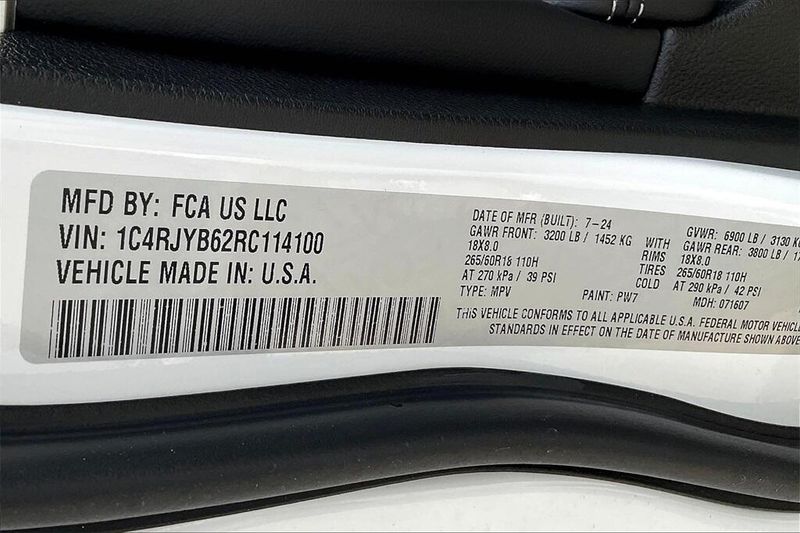 MFD BY: FCA US LLC
VIN: 1C4RJYB62RC114100
VEHICLE MADE IN: U.S.A.
DATE OF MFR (BUILT): 7-24 GVWR: 6900 LB / 3130 KG
GAWR FRONT: 3200 LB / 1452 KG WITH GAWR REAR: 3800 LB /
18X8.0 RIMS 18X8.0
265/60R18 110H TIRES 265/60R18 110H
AT 270 kPa / 39 PSI COLD AT 290 kPa / 42 PSI
TYPE: MPV PAINT: PW7 MDH: 071607
THIS VEHICLE CONFORMS TO ALL APPLICABLE U.S.A. FEDERAL MOTOR VEHICLE
STANDARDS IN EFFECT ON THE DATE OF MANUFACTURE SHOWN ABOVE